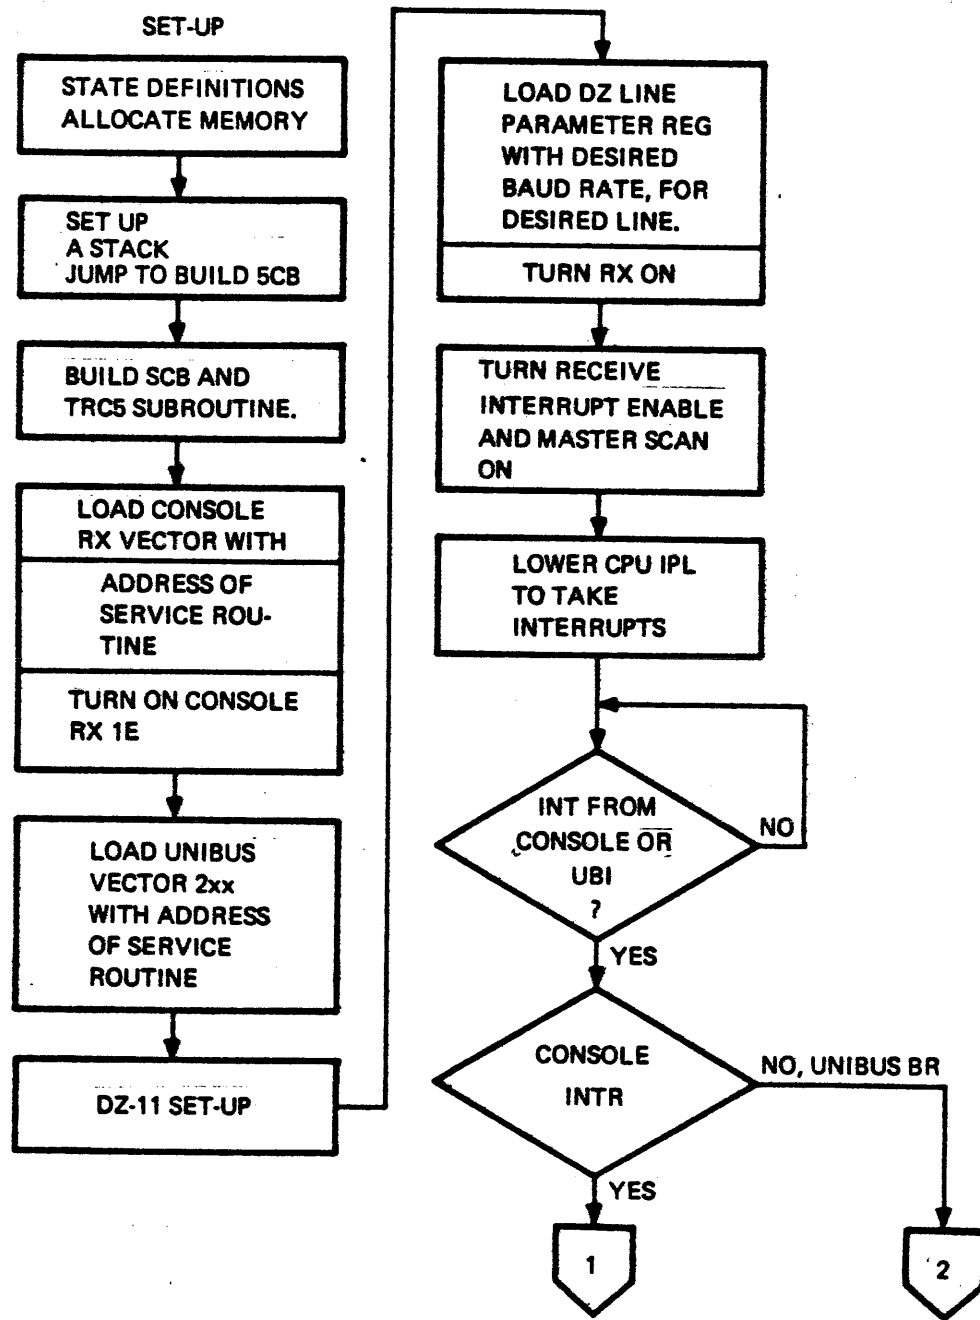 SET-UP
STATE DEFINITIONS
ALLOCATE MEMORY
SET UP
A STACK
JUMP TO BUILD 5CB
BUILD SCB AND
TRC5 SUBROUTINE.
LOAD CONSOLE
RX VECTOR WITH
ADDRESS OF
SERVICE ROU-
TINE
TURN ON CONSOLE
RX 1E
LOAD UNIBUS
VECTOR 2xx
WITH ADDRESS
OF SERVICE
ROUTINE
DZ-11 SET-UP
LOAD DZ LINE
PARAMETER REG
WITH DESIRED
BAUD RATE, FOR
DESIRED LINE.
TURN RX ON
TURN RECEIVE
INTERRUPT ENABLE
AND MASTER SCAN
ON
LOWER CPU IPL
TO TAKE
INTERRUPTS
INT FROM
CONSOLE OR
UBI
?
NO
YES
CONSOLE
INTR
NO, UNIBUS BR
YES
1
2